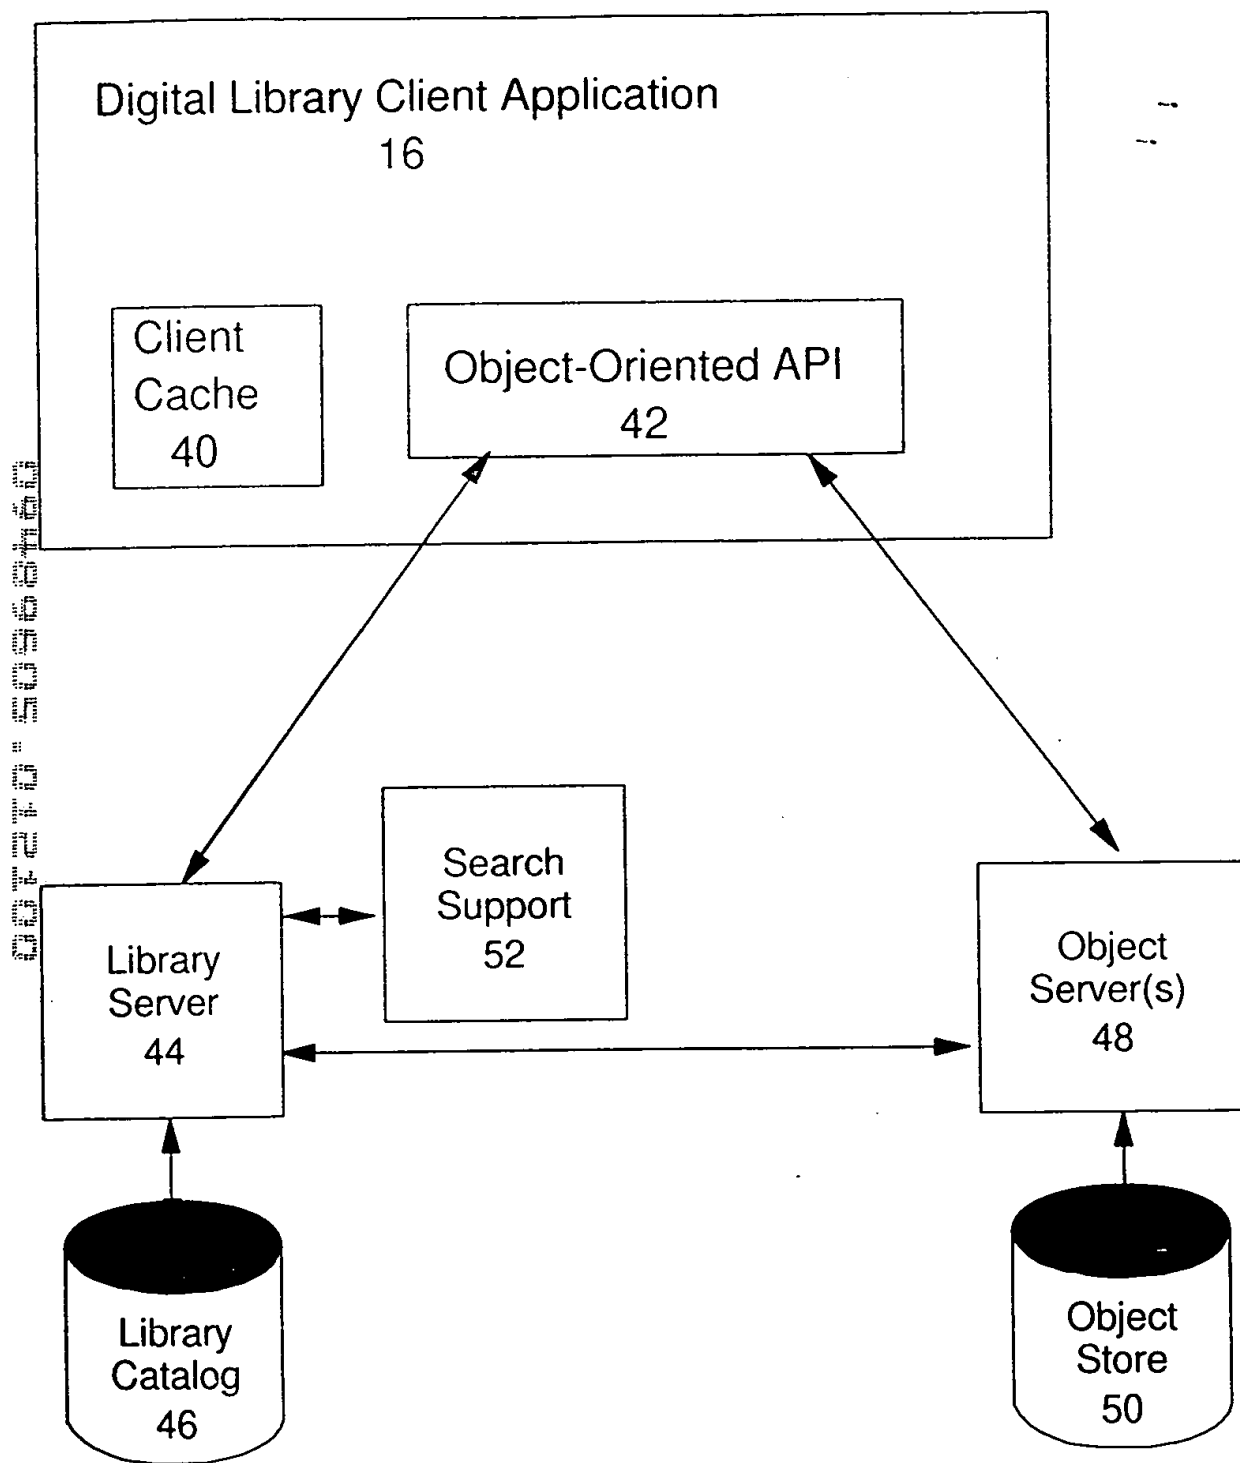 Digital Library Client Application
16
Client
Cache
40
Object-Oriented API
42
Search
Support
52
Library
Server
44
Object
Server(s)
48
Library
Catalog
46
Object
Store
50